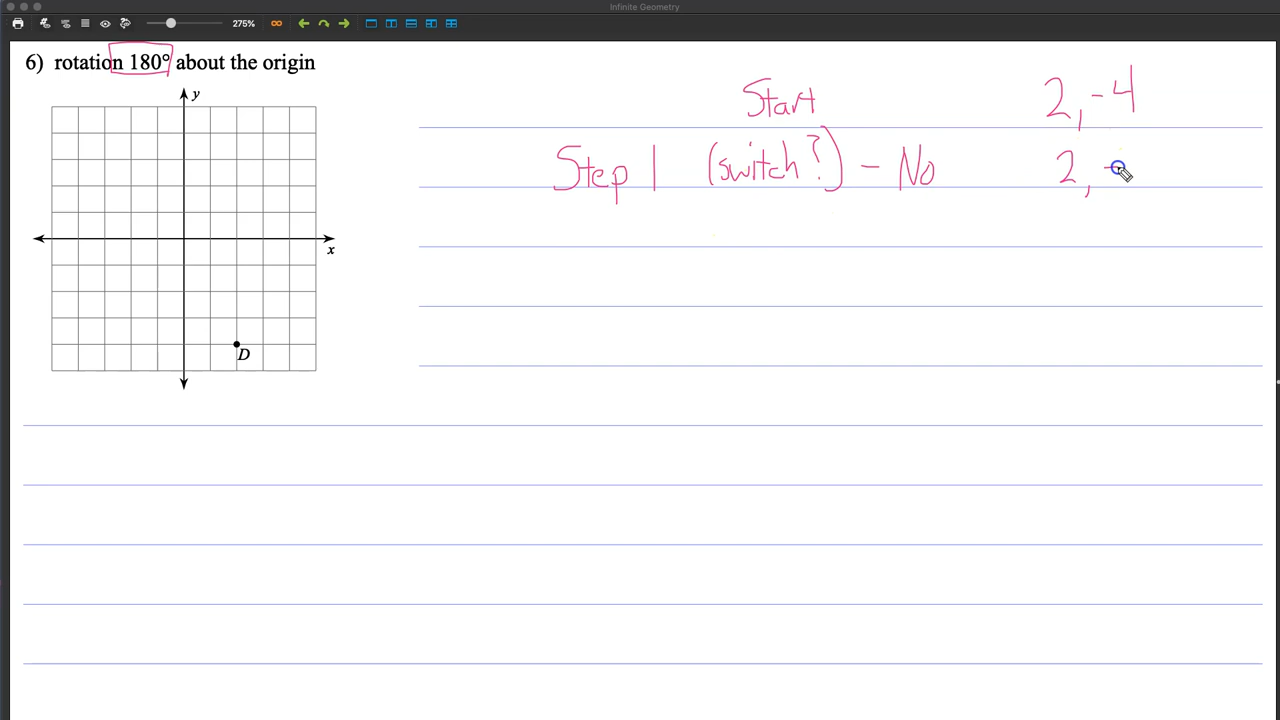 Infinite Geometry
275%
6) rotation 180° about the origin
y
x
D
Start 2, -4
Step 1 (switch?) - No 2, -